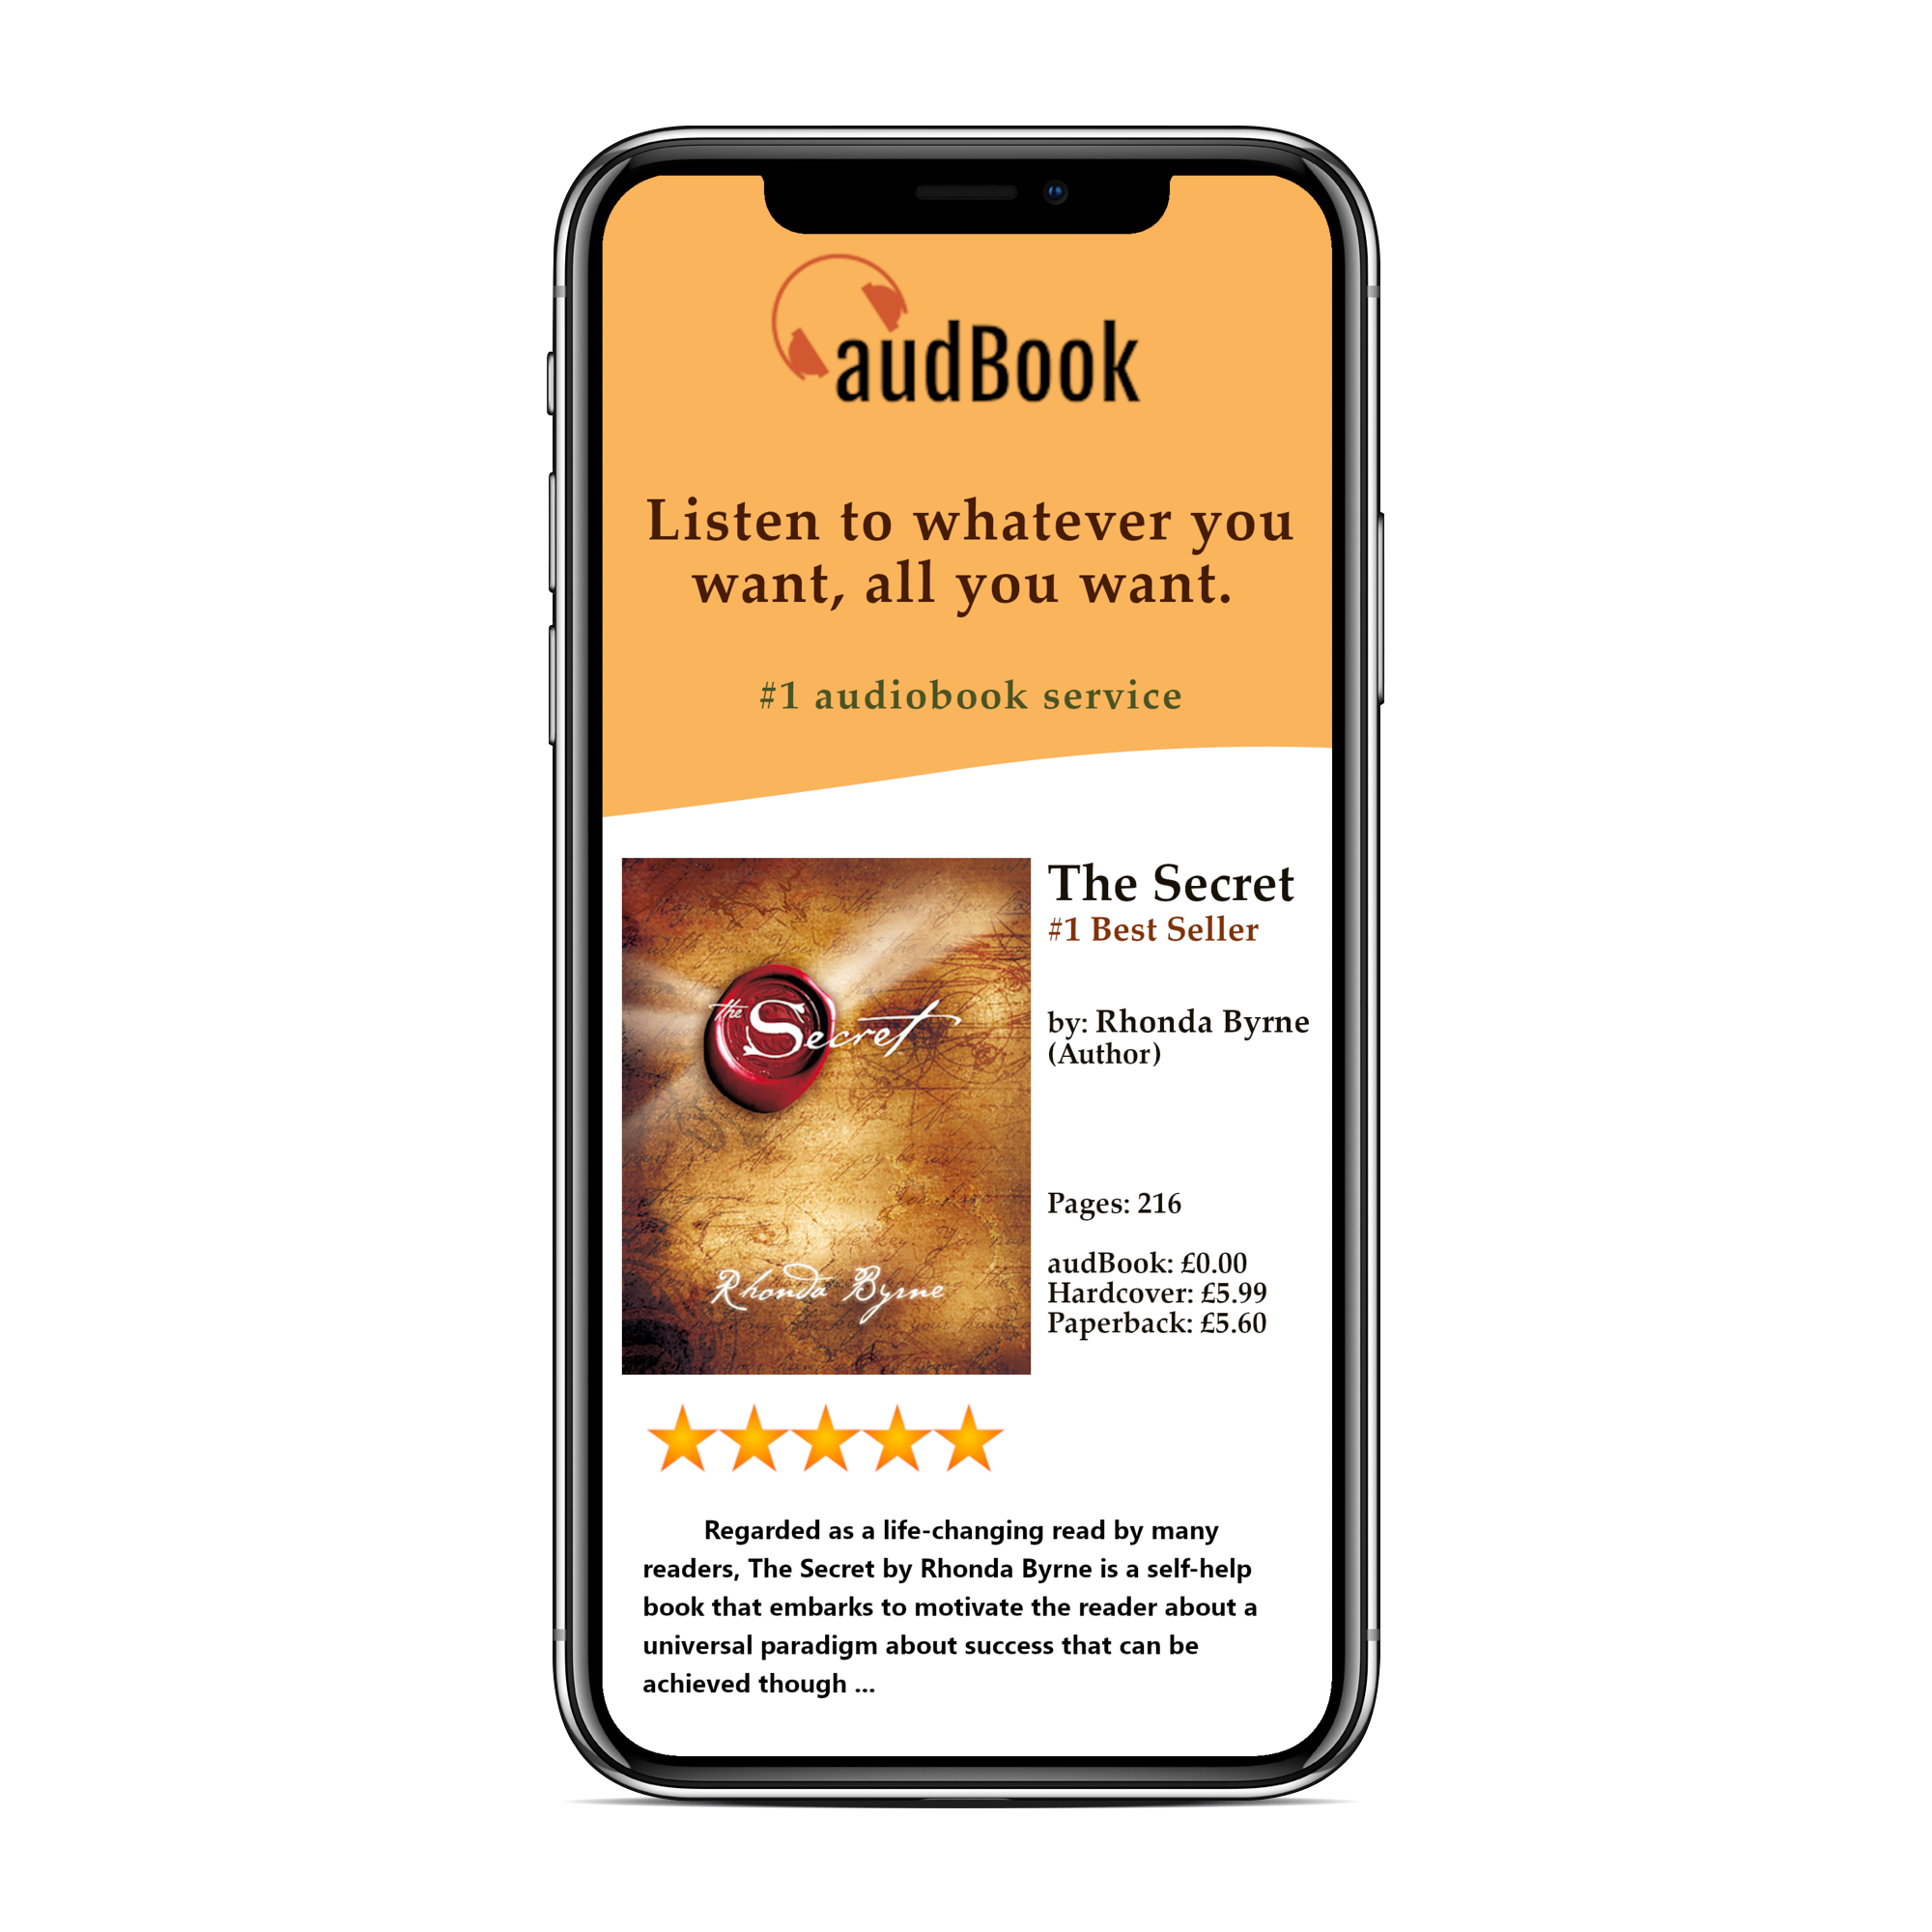 audBook
Listen to whatever you
want, all you want.
#1 audiobook service
the Secret
Rhonda Byrne
The Secret
#1 Best Seller
by: Rhonda Byrne
(Author)
Pages: 216
audBook: £0.00
Hardcover: £5.99
Paperback: £5.60
Regarded as a life-changing read by many
readers, The Secret by Rhonda Byrne is a self-help
book that embarks to motivate the reader about a
universal paradigm about success that can be
achieved though ...